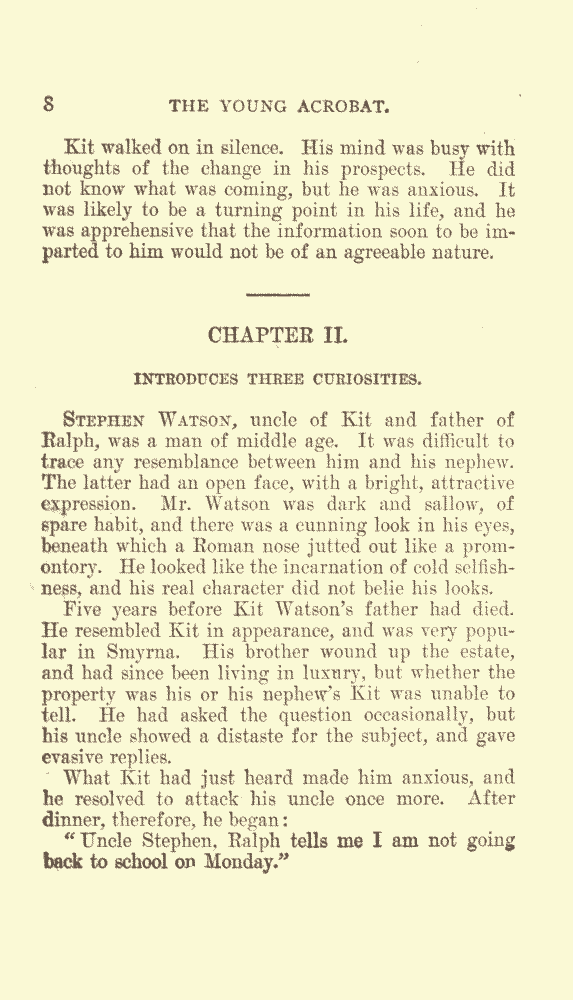 8 THE YOUNG ACROBAT.
Kit walked on in silence. His mind was busy with
thoughts of the change in his prospects. He did
not know what was coming, but he was anxious. It
was likely to be a turning point in his life, and he
was apprehensive that the information soon to be im-
parted to him would not be of an agreeable nature.
CHAPTER II.
INTRODUCES THREE CURIOSITIES.
STEPHEN WATSON, uncle of Kit and father of
Ralph, was a man of middle age. It was difficult to
trace any resemblance between him and his nephew.
The latter had an open face, with a bright, attractive
expression. Mr. Watson was dark and sallow, of
spare habit, and there was a cunning look in his eyes,
beneath which a Roman nose jutted out like a prom-
ontory. He looked like the incarnation of cold selfish-
ness, and his real character did not belie his looks.
Five years before Kit Watson's father had died.
He resembled Kit in appearance, and was very popu-
lar in Smyrna. His brother wound up the estate,
and had since been living in luxury, but whether the
property was his or his nephew's Kit was unable to
tell. He had asked the question occasionally, but
his uncle showed a distaste for the subject, and gave
evasive replies.
What Kit had just heard made him anxious, and
he resolved to attack his uncle once more. After
dinner, therefore, he began:
"Uncle Stephen, Ralph tells me I am not going
back to school on Monday."